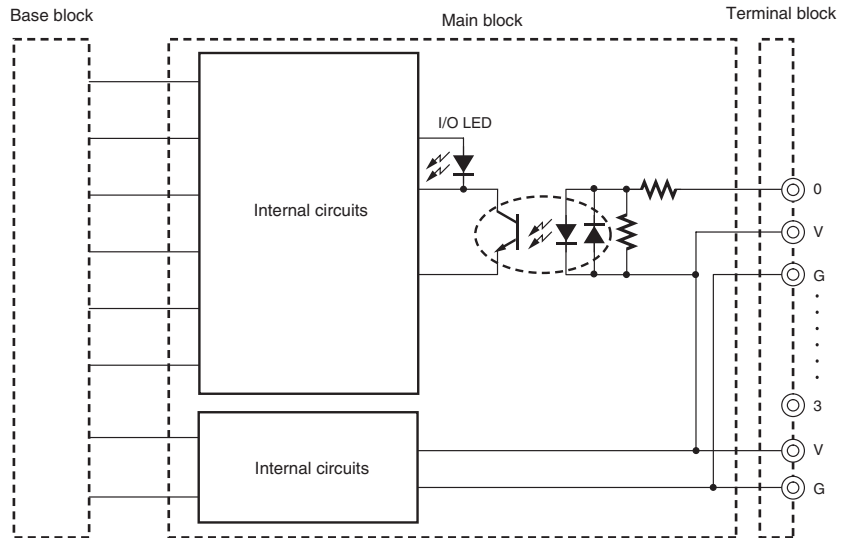 Base block
Main block
Terminal block
I/O LED
Internal circuits
0
V
G
3
Internal circuits
V
G